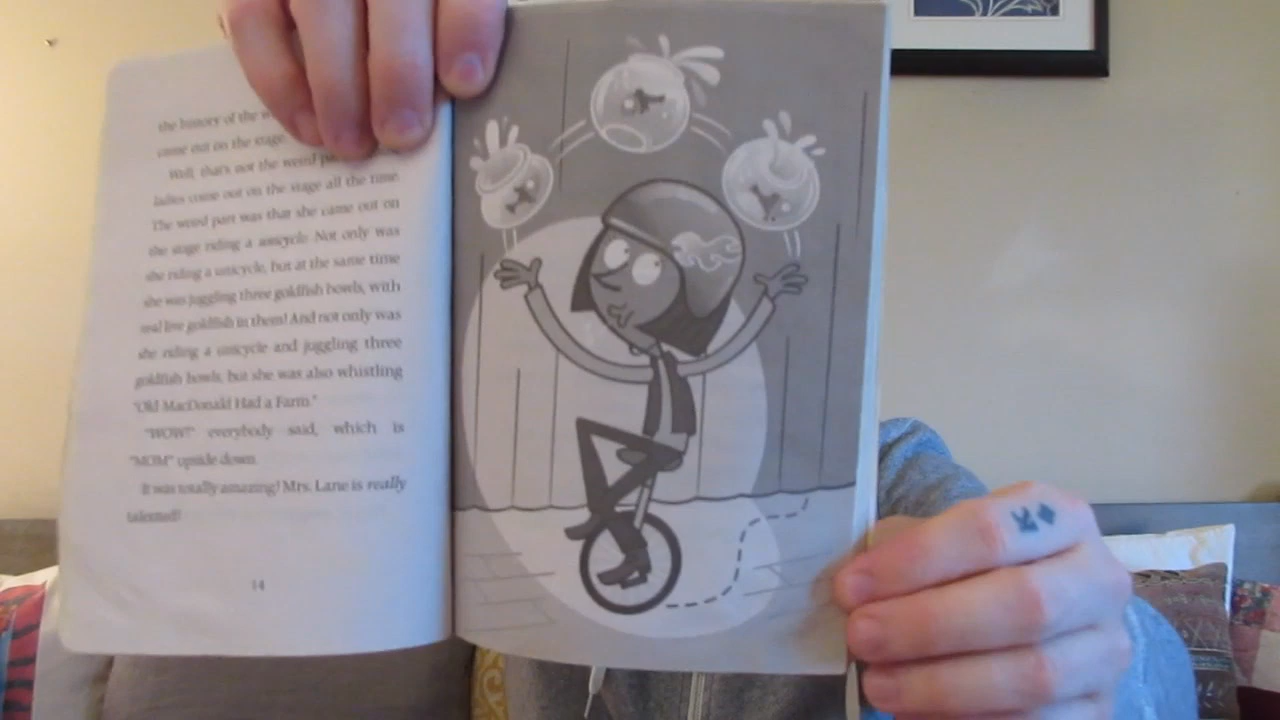 the history of the w
came out on the stage.
Well, that's not the weird pa
ladies come out on the stage all the time.
The weird part was that she came out on
the stage riding a unicycle. Not only was
she riding a unicycle, but at the same time
she was juggling three goldfish bowls, with
real live goldfish in them! And not only was
she riding a unicycle and juggling three
goldfish bowls, but she was also whistling
"Old MacDonald Had a Farm."
"WOW!" everybody said, which is
"MOM" upside down.
It was totally amazing! Mrs. Lane is really
talented!
14
K